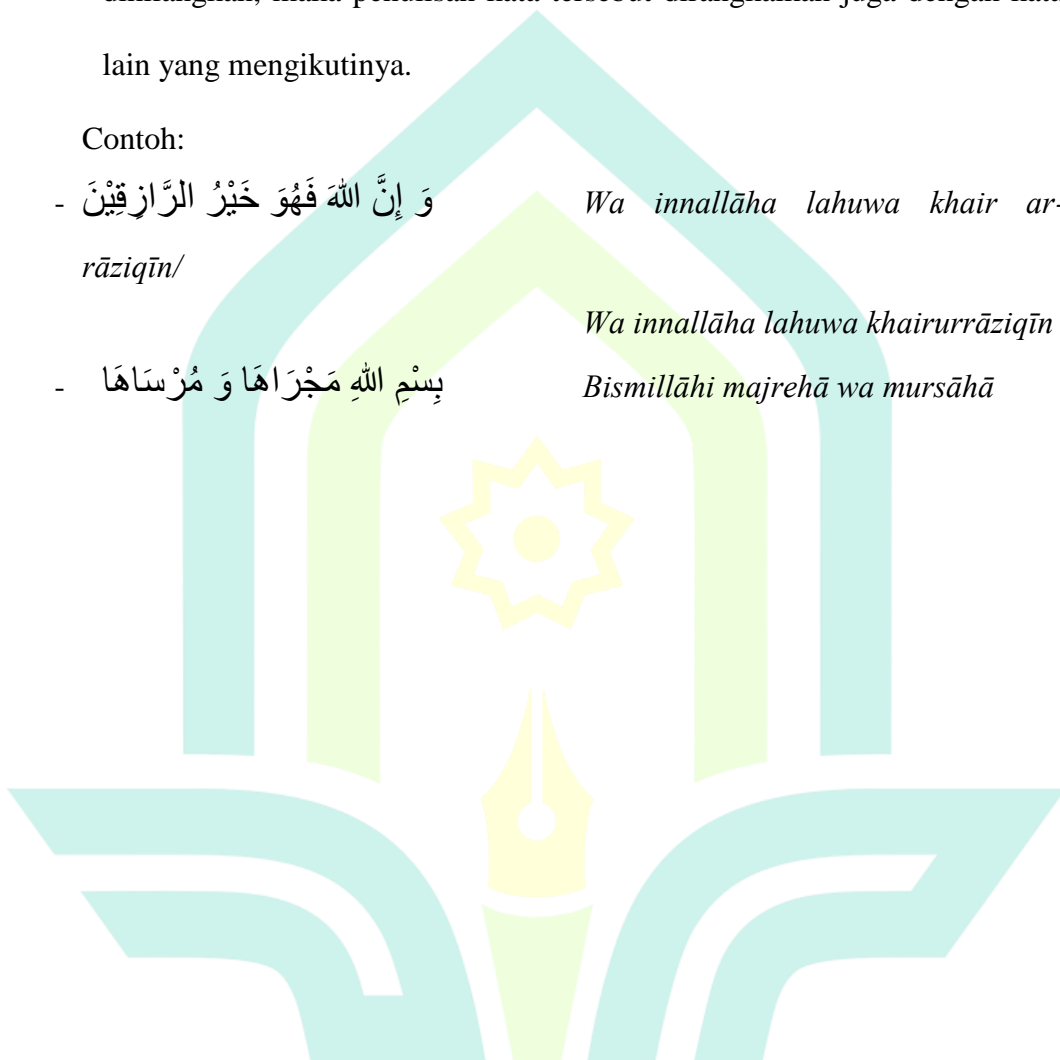 lain yang mengikutinya.
Contoh:
- وَ إِنَّ اللهَ فَهُوَ خَيْرُ الرَّازِقِيْنَ Wa innallāha lahuwa khair ar-
rāziqīn/
Wa innallāha lahuwa khairurrāziqīn
- بِسْمِ اللهِ مَجْرَاهَا وَ مُرْسَاهَا Bismillāhi majrehā wa mursāhā